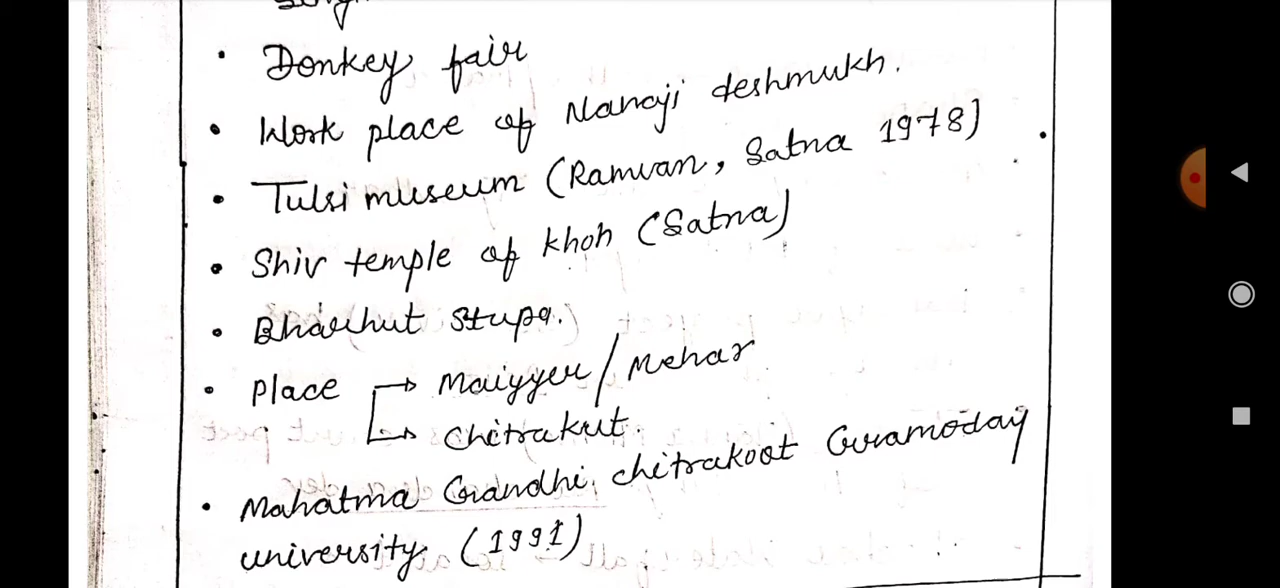 • Donkey fair
• Work place of Nanaji deshmukh.
• Tulsi museum (Ramvan, Satna 1978)
• Shiv temple of khoh (Satna)
• Bharhut Stupa.
• Place → Maiyyer / Mehar
→ Chitrakut.
• Mahatma Gandhi chitrakoot Gramoday
university (1991)